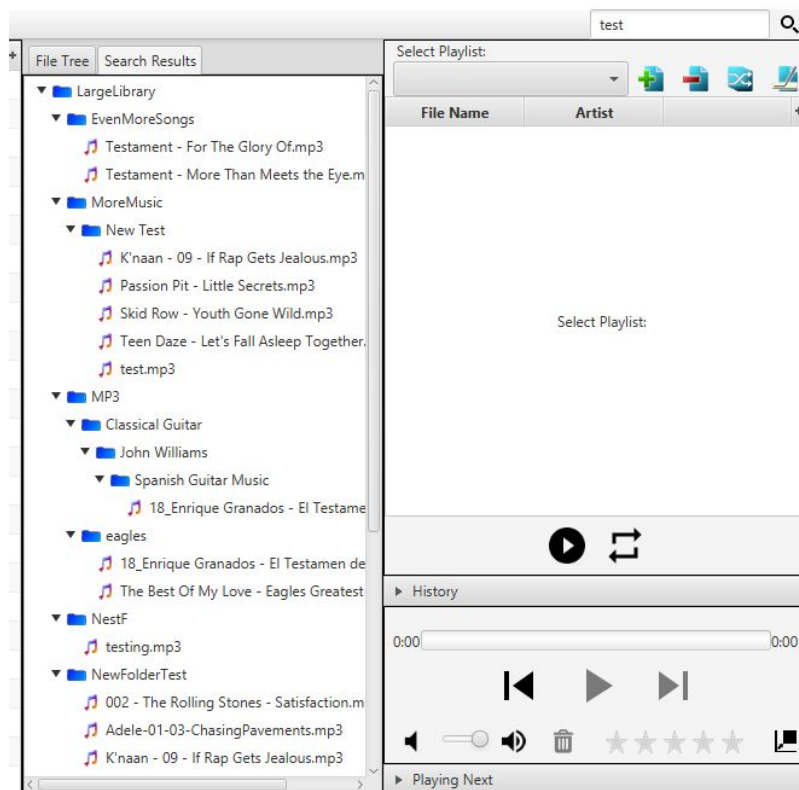 test
File Tree Search Results
LargeLibrary
EvenMoreSongs
Testament - For The Glory Of.mp3
Testament - More Than Meets the Eye.m
MoreMusic
New Test
K'naan - 09 - If Rap Gets Jealous.mp3
Passion Pit - Little Secrets.mp3
Skid Row - Youth Gone Wild.mp3
Teen Daze - Let's Fall Asleep Together.
test.mp3
MP3
Classical Guitar
John Williams
Spanish Guitar Music
18_Enrique Granados - El Testame
eagles
18_Enrique Granados - El Testamen de
The Best Of My Love - Eagles Greatest
NestF
testing.mp3
NewFolderTest
002 - The Rolling Stones - Satisfaction.m
Adele-01-03-ChasingPavements.mp3
K'naan - 09 - If Rap Gets Jealous.mp3
Select Playlist:
File Name Artist
Select Playlist:
History
0:00 0:00
Playing Next